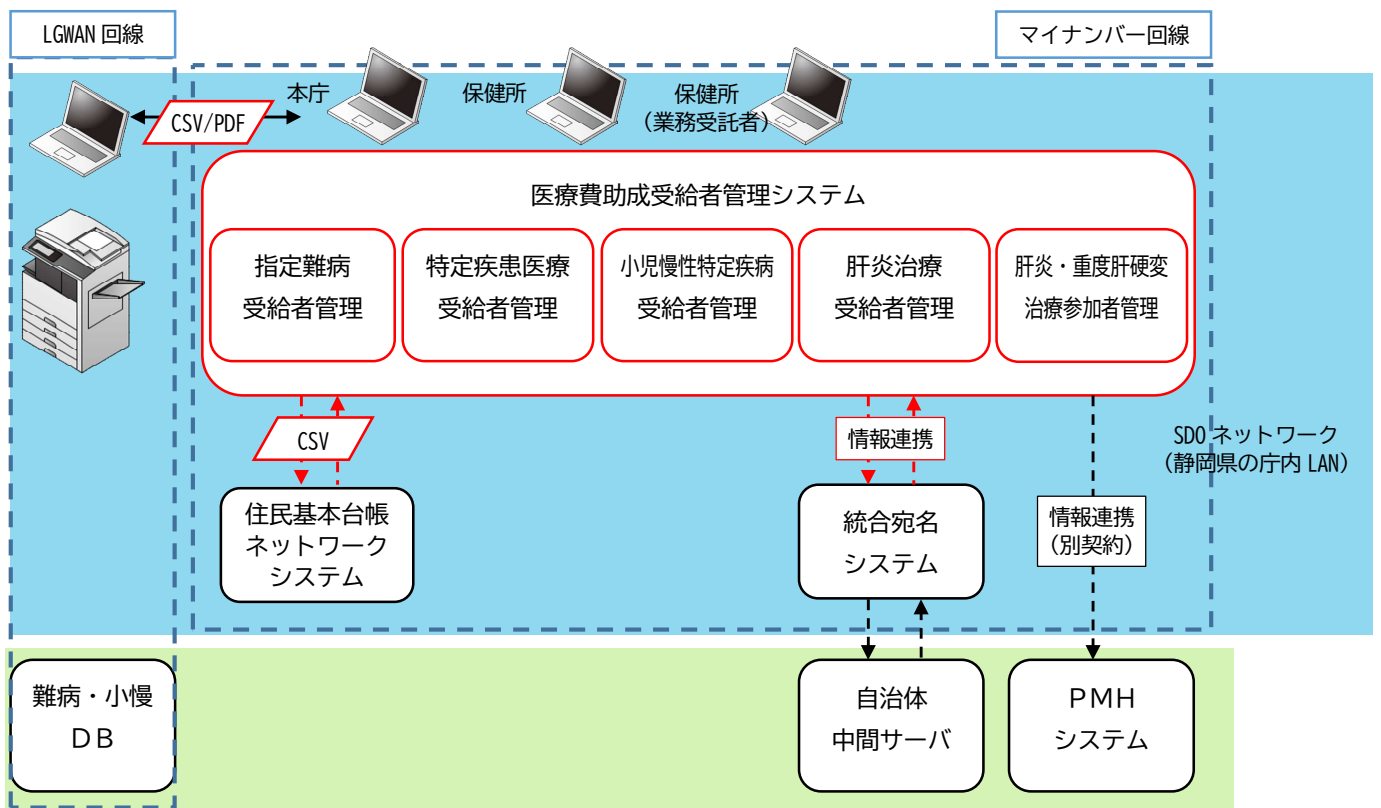 LGWAN 回線
マイナンバー回線
本庁
保健所
保健所
（業務受託者）
CSV/PDF
医療費助成受給者管理システム
指定難病
受給者管理
特定疾患医療
受給者管理
小児慢性特定疾病
受給者管理
肝炎治療
受給者管理
肝炎・重度肝硬変
治療参加者管理
CSV
情報連携
SDO ネットワーク
（静岡県の庁内 LAN）
住民基本台帳
ネットワーク
システム
統合宛名
システム
情報連携
（別契約）
難病・小慢
ＤＢ
自治体
中間サーバ
ＰＭＨ
システム